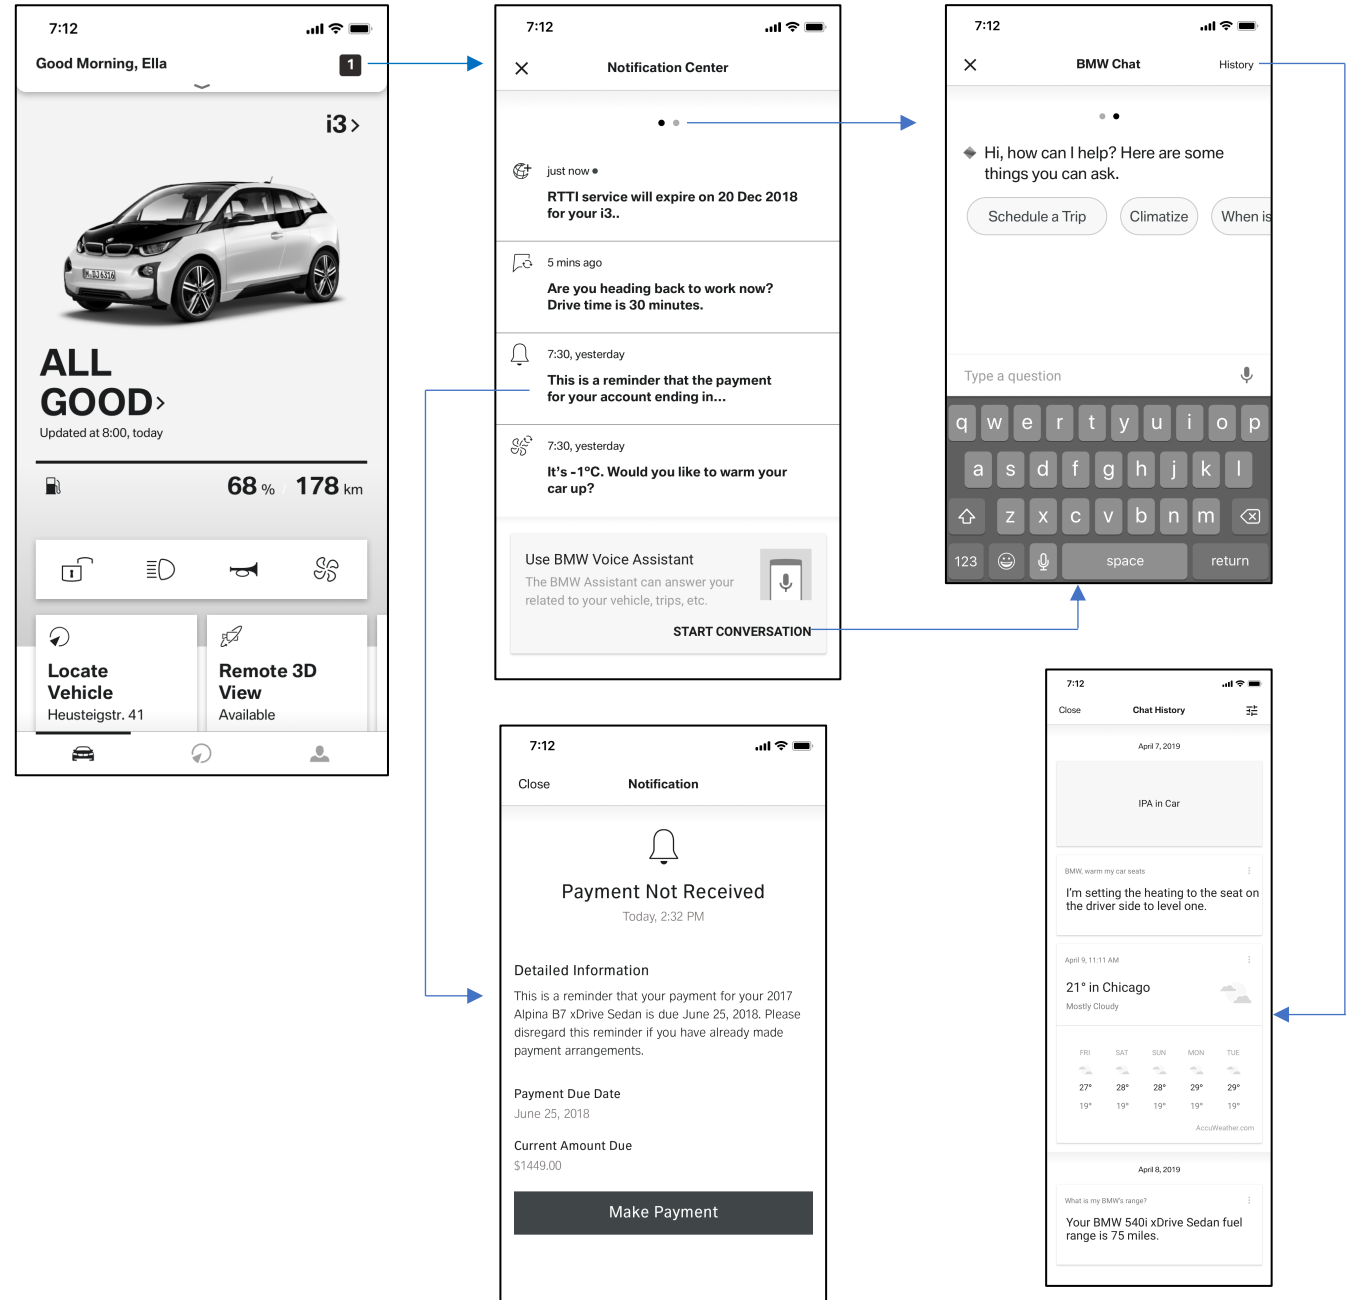 7:12
Good Morning, Ella
1
i3
M·DJ 6316
ALL
GOOD
Updated at 8:00, today
68 % / 178 km
Locate
Vehicle
Heusteigstr. 41
Remote 3D
View
Available
7:12
Notification Center
just now
RTTI service will expire on 20 Dec 2018
for your i3..
5 mins ago
Are you heading back to work now?
Drive time is 30 minutes.
7:30, yesterday
This is a reminder that the payment
for your account ending in...
7:30, yesterday
It's -1°C. Would you like to warm your
car up?
Use BMW Voice Assistant
The BMW Assistant can answer your
related to your vehicle, trips, etc.
START CONVERSATION
7:12
BMW Chat
History
Hi, how can I help? Here are some
things you can ask.
Schedule a Trip
Climatize
When is
Type a question
q w e r t y u i o p
a s d f g h j k l
z x c v b n m
123 space return
7:12
Close
Notification
Payment Not Received
Today, 2:32 PM
Detailed Information
This is a reminder that your payment for your 2017
Alpina B7 xDrive Sedan is due June 25, 2018. Please
disregard this reminder if you have already made
payment arrangements.
Payment Due Date
June 25, 2018
Current Amount Due
$1449.00
Make Payment
7:12
Close
Chat History
April 7, 2019
IPA in Car
BMW, warm my car seats
I'm setting the heating to the seat on
the driver side to level one.
April 9, 11:11 AM
21° in Chicago
Mostly Cloudy
FRI SAT SUN MON TUE
27° 28° 28° 29° 29°
19° 19° 19° 19° 19°
AccuWeather.com
April 8, 2019
What is my BMW's range?
Your BMW 540i xDrive Sedan fuel
range is 75 miles.